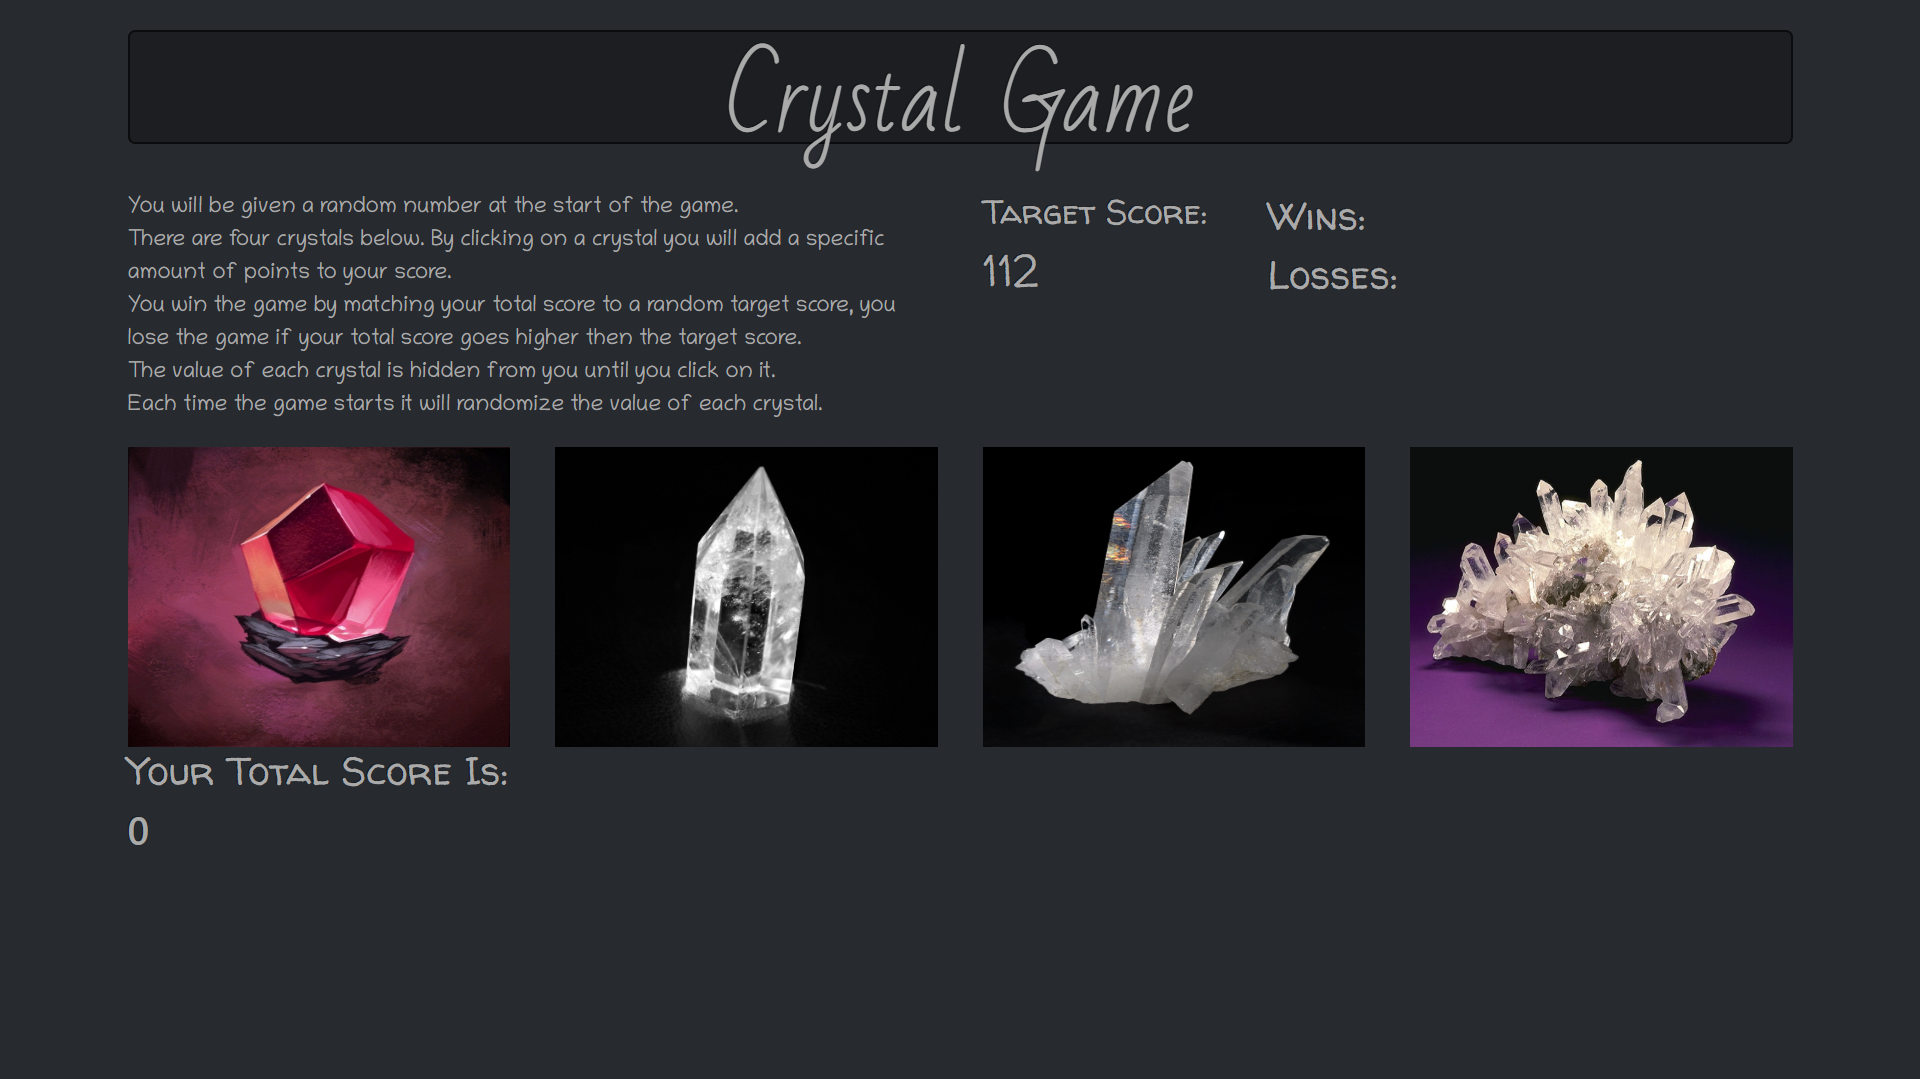 Crystal Game
You will be given a random number at the start of the game.
There are four crystals below. By clicking on a crystal you will add a specific
amount of points to your score.
You win the game by matching your total score to a random target score, you
lose the game if your total score goes higher then the target score.
The value of each crystal is hidden from you until you click on it.
Each time the game starts it will randomize the value of each crystal.
Target Score:
112
Wins:
Losses:
Your Total Score Is:
0